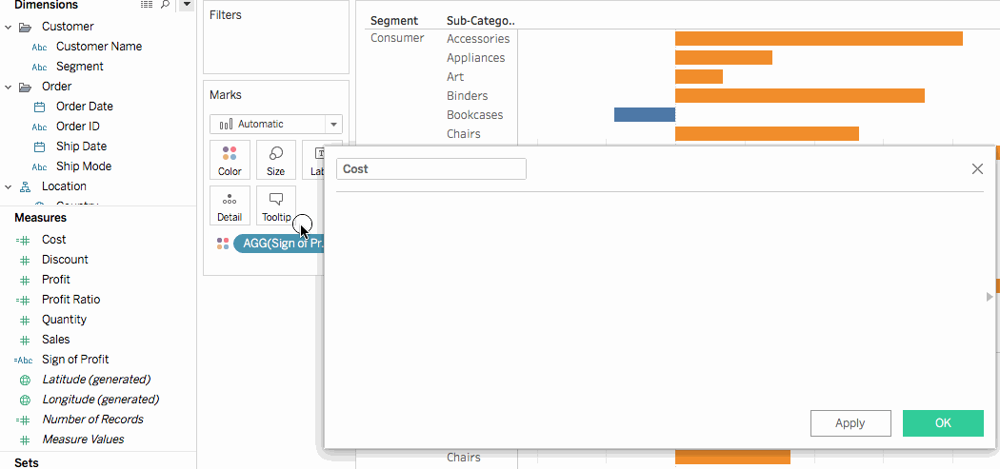 Dimensions
Customer
Abc Customer Name
Abc Segment
Order
Order Date
Abc Order ID
Ship Date
Abc Ship Mode
Location
Country
Measures
=# Cost
# Discount
# Profit
=# Profit Ratio
# Quantity
# Sales
=Abc Sign of Profit
Latitude (generated)
Longitude (generated)
=# Number of Records
# Measure Values
Sets
Filters
Marks
Automatic
Color
Size
T
Lab
Detail
Tooltip
AGG(Sign of Pr..
Segment Sub-Catego..
Consumer Accessories
Appliances
Art
Binders
Bookcases
Chairs
Cost
Apply
OK
Chairs